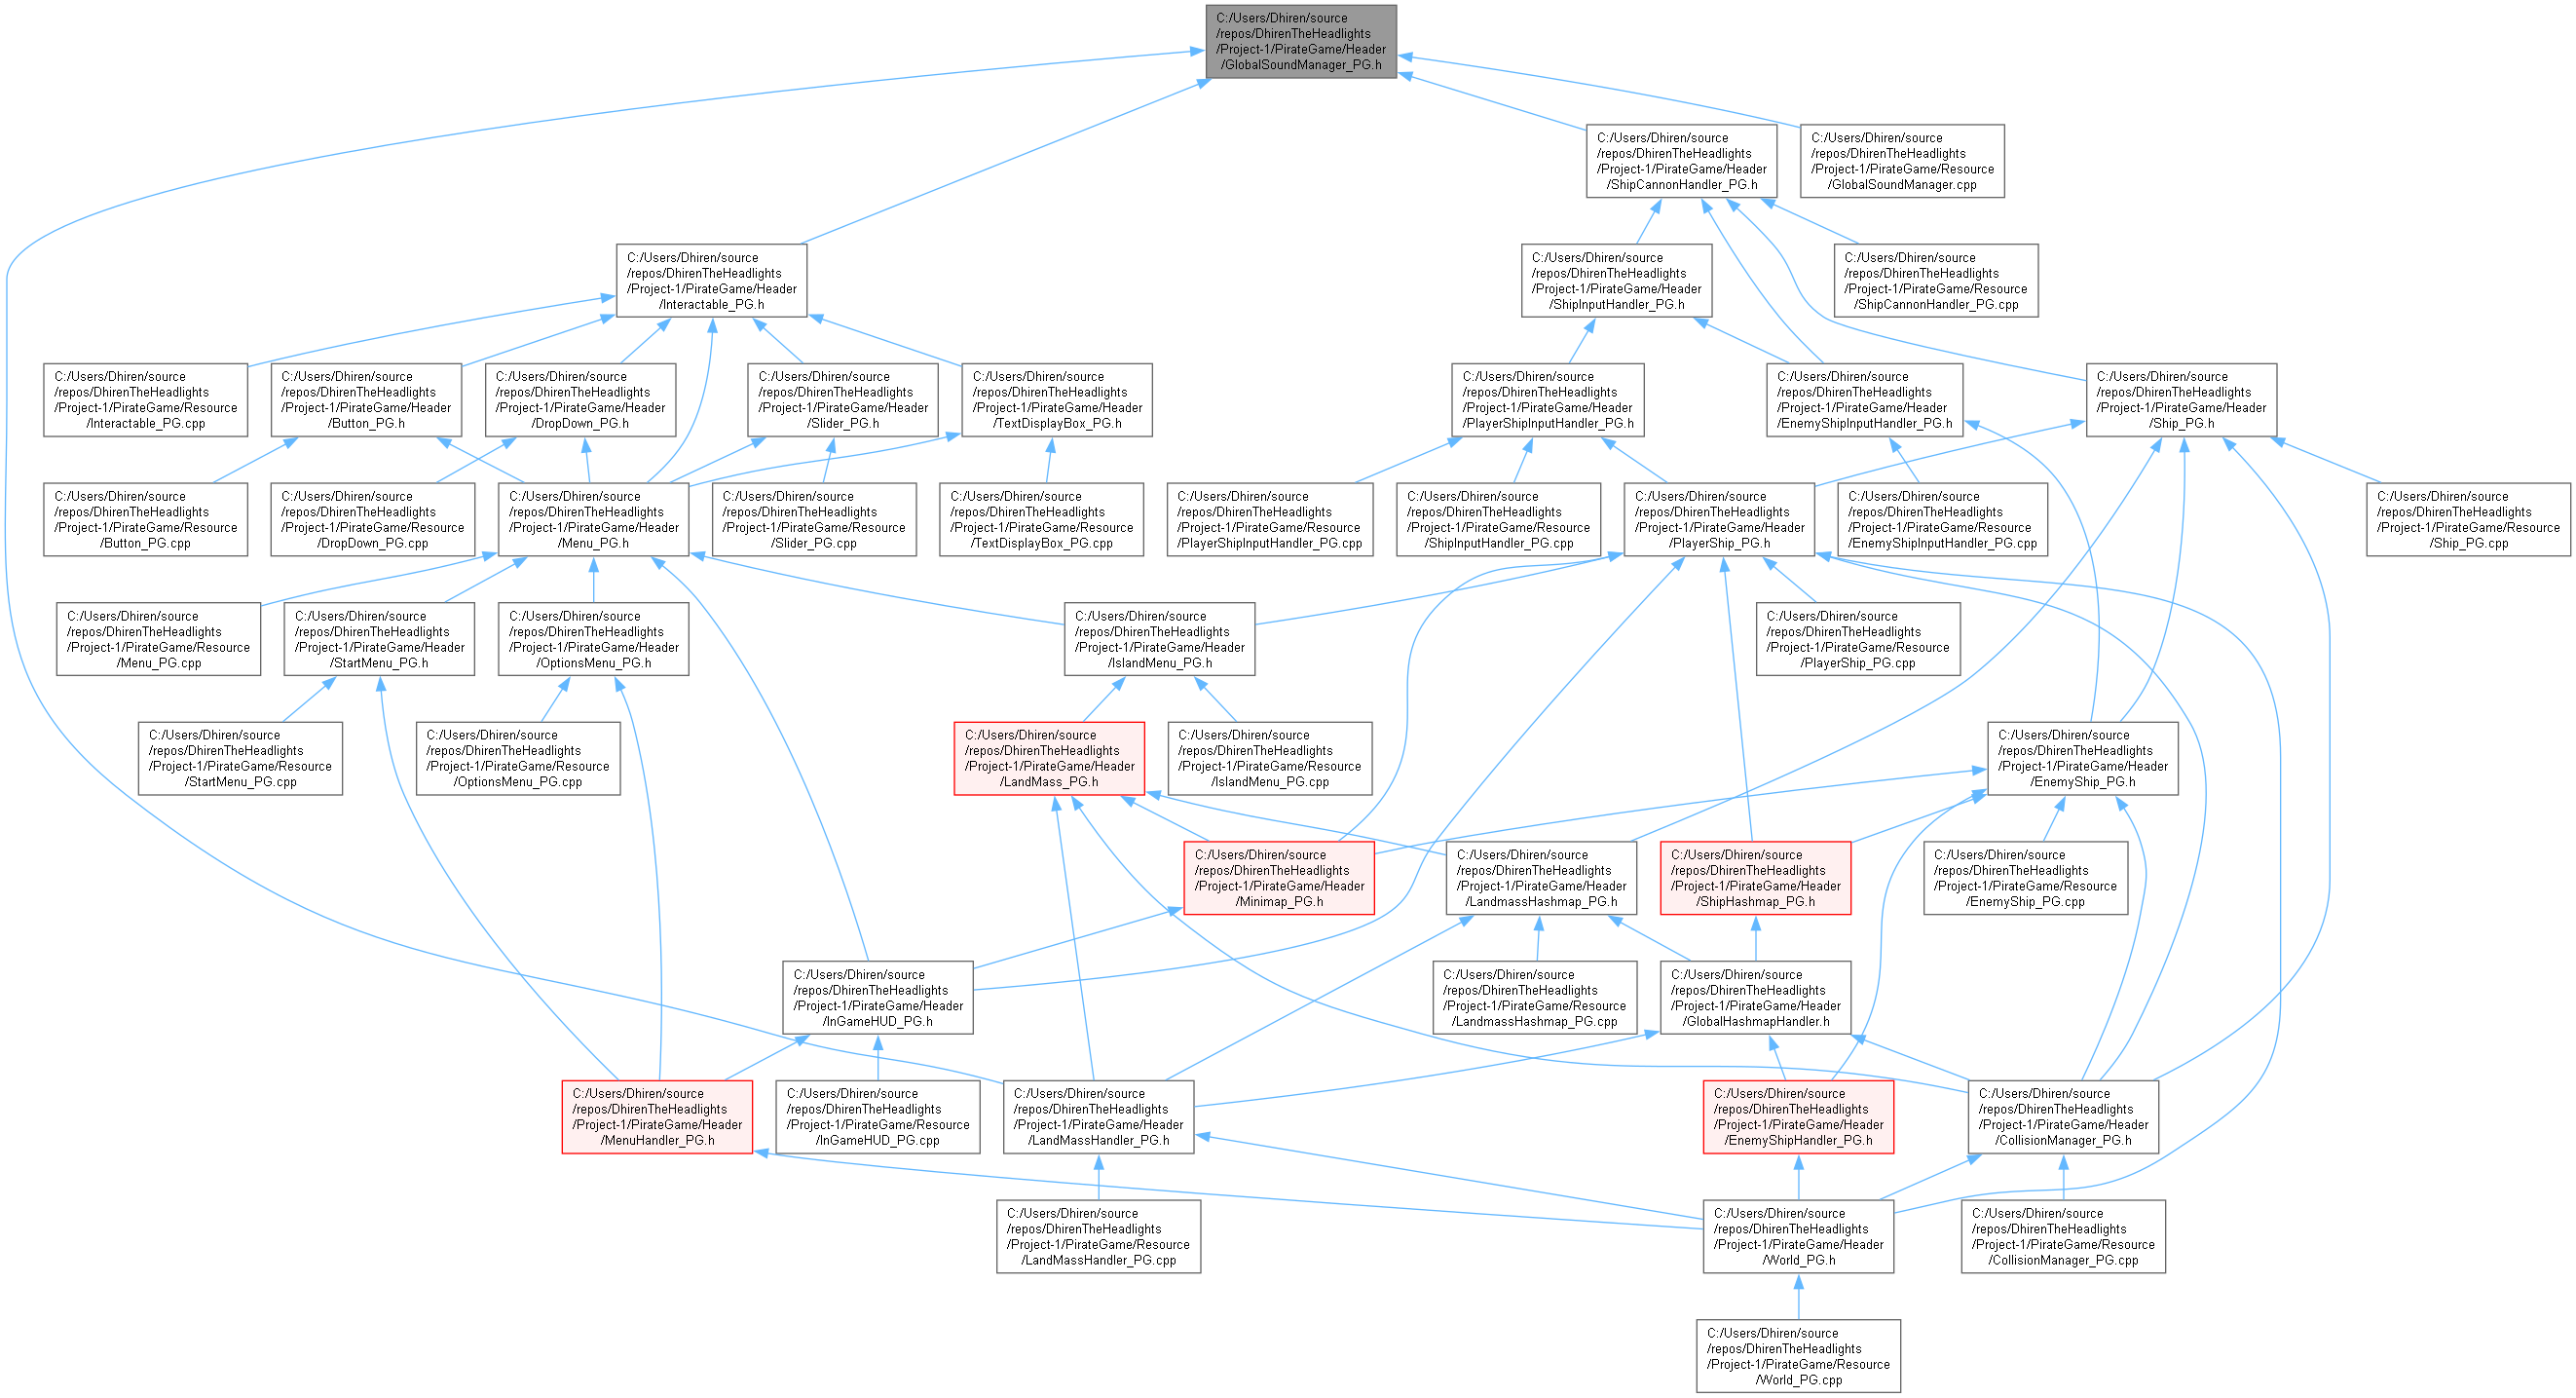 C:/Users/Dhiren/source
/repos/DhirenTheHeadlights
/Project-1/PirateGame/Header
/GlobalSoundManager_PG.h
C:/Users/Dhiren/source
/repos/DhirenTheHeadlights
/Project-1/PirateGame/Header
/ShipCannonHandler_PG.h
C:/Users/Dhiren/source
/repos/DhirenTheHeadlights
/Project-1/PirateGame/Resource
/GlobalSoundManager.cpp
C:/Users/Dhiren/source
/repos/DhirenTheHeadlights
/Project-1/PirateGame/Header
/Interactable_PG.h
C:/Users/Dhiren/source
/repos/DhirenTheHeadlights
/Project-1/PirateGame/Header
/ShipInputHandler_PG.h
C:/Users/Dhiren/source
/repos/DhirenTheHeadlights
/Project-1/PirateGame/Resource
/ShipCannonHandler_PG.cpp
C:/Users/Dhiren/source
/repos/DhirenTheHeadlights
/Project-1/PirateGame/Resource
/Interactable_PG.cpp
C:/Users/Dhiren/source
/repos/DhirenTheHeadlights
/Project-1/PirateGame/Header
/Button_PG.h
C:/Users/Dhiren/source
/repos/DhirenTheHeadlights
/Project-1/PirateGame/Header
/DropDown_PG.h
C:/Users/Dhiren/source
/repos/DhirenTheHeadlights
/Project-1/PirateGame/Header
/Slider_PG.h
C:/Users/Dhiren/source
/repos/DhirenTheHeadlights
/Project-1/PirateGame/Header
/TextDisplayBox_PG.h
C:/Users/Dhiren/source
/repos/DhirenTheHeadlights
/Project-1/PirateGame/Header
/PlayerShipInputHandler_PG.h
C:/Users/Dhiren/source
/repos/DhirenTheHeadlights
/Project-1/PirateGame/Header
/EnemyShipInputHandler_PG.h
C:/Users/Dhiren/source
/repos/DhirenTheHeadlights
/Project-1/PirateGame/Header
/Ship_PG.h
C:/Users/Dhiren/source
/repos/DhirenTheHeadlights
/Project-1/PirateGame/Resource
/Button_PG.cpp
C:/Users/Dhiren/source
/repos/DhirenTheHeadlights
/Project-1/PirateGame/Resource
/DropDown_PG.cpp
C:/Users/Dhiren/source
/repos/DhirenTheHeadlights
/Project-1/PirateGame/Header
/Menu_PG.h
C:/Users/Dhiren/source
/repos/DhirenTheHeadlights
/Project-1/PirateGame/Resource
/Slider_PG.cpp
C:/Users/Dhiren/source
/repos/DhirenTheHeadlights
/Project-1/PirateGame/Resource
/TextDisplayBox_PG.cpp
C:/Users/Dhiren/source
/repos/DhirenTheHeadlights
/Project-1/PirateGame/Resource
/PlayerShipInputHandler_PG.cpp
C:/Users/Dhiren/source
/repos/DhirenTheHeadlights
/Project-1/PirateGame/Resource
/ShipInputHandler_PG.cpp
C:/Users/Dhiren/source
/repos/DhirenTheHeadlights
/Project-1/PirateGame/Header
/PlayerShip_PG.h
C:/Users/Dhiren/source
/repos/DhirenTheHeadlights
/Project-1/PirateGame/Resource
/EnemyShipInputHandler_PG.cpp
C:/Users/Dhiren/source
/repos/DhirenTheHeadlights
/Project-1/PirateGame/Resource
/Ship_PG.cpp
C:/Users/Dhiren/source
/repos/DhirenTheHeadlights
/Project-1/PirateGame/Resource
/Menu_PG.cpp
C:/Users/Dhiren/source
/repos/DhirenTheHeadlights
/Project-1/PirateGame/Header
/StartMenu_PG.h
C:/Users/Dhiren/source
/repos/DhirenTheHeadlights
/Project-1/PirateGame/Header
/OptionsMenu_PG.h
C:/Users/Dhiren/source
/repos/DhirenTheHeadlights
/Project-1/PirateGame/Header
/IslandMenu_PG.h
C:/Users/Dhiren/source
/repos/DhirenTheHeadlights
/Project-1/PirateGame/Resource
/PlayerShip_PG.cpp
C:/Users/Dhiren/source
/repos/DhirenTheHeadlights
/Project-1/PirateGame/Resource
/StartMenu_PG.cpp
C:/Users/Dhiren/source
/repos/DhirenTheHeadlights
/Project-1/PirateGame/Resource
/OptionsMenu_PG.cpp
C:/Users/Dhiren/source
/repos/DhirenTheHeadlights
/Project-1/PirateGame/Header
/LandMass_PG.h
C:/Users/Dhiren/source
/repos/DhirenTheHeadlights
/Project-1/PirateGame/Resource
/IslandMenu_PG.cpp
C:/Users/Dhiren/source
/repos/DhirenTheHeadlights
/Project-1/PirateGame/Header
/EnemyShip_PG.h
C:/Users/Dhiren/source
/repos/DhirenTheHeadlights
/Project-1/PirateGame/Header
/Minimap_PG.h
C:/Users/Dhiren/source
/repos/DhirenTheHeadlights
/Project-1/PirateGame/Header
/LandmassHashmap_PG.h
C:/Users/Dhiren/source
/repos/DhirenTheHeadlights
/Project-1/PirateGame/Header
/ShipHashmap_PG.h
C:/Users/Dhiren/source
/repos/DhirenTheHeadlights
/Project-1/PirateGame/Resource
/EnemyShip_PG.cpp
C:/Users/Dhiren/source
/repos/DhirenTheHeadlights
/Project-1/PirateGame/Header
/InGameHUD_PG.h
C:/Users/Dhiren/source
/repos/DhirenTheHeadlights
/Project-1/PirateGame/Resource
/LandmassHashmap_PG.cpp
C:/Users/Dhiren/source
/repos/DhirenTheHeadlights
/Project-1/PirateGame/Header
/GlobalHashmapHandler.h
C:/Users/Dhiren/source
/repos/DhirenTheHeadlights
/Project-1/PirateGame/Header
/MenuHandler_PG.h
C:/Users/Dhiren/source
/repos/DhirenTheHeadlights
/Project-1/PirateGame/Resource
/InGameHUD_PG.cpp
C:/Users/Dhiren/source
/repos/DhirenTheHeadlights
/Project-1/PirateGame/Header
/LandMassHandler_PG.h
C:/Users/Dhiren/source
/repos/DhirenTheHeadlights
/Project-1/PirateGame/Header
/EnemyShipHandler_PG.h
C:/Users/Dhiren/source
/repos/DhirenTheHeadlights
/Project-1/PirateGame/Header
/CollisionManager_PG.h
C:/Users/Dhiren/source
/repos/DhirenTheHeadlights
/Project-1/PirateGame/Resource
/LandMassHandler_PG.cpp
C:/Users/Dhiren/source
/repos/DhirenTheHeadlights
/Project-1/PirateGame/Header
/World_PG.h
C:/Users/Dhiren/source
/repos/DhirenTheHeadlights
/Project-1/PirateGame/Resource
/CollisionManager_PG.cpp
C:/Users/Dhiren/source
/repos/DhirenTheHeadlights
/Project-1/PirateGame/Resource
/World_PG.cpp